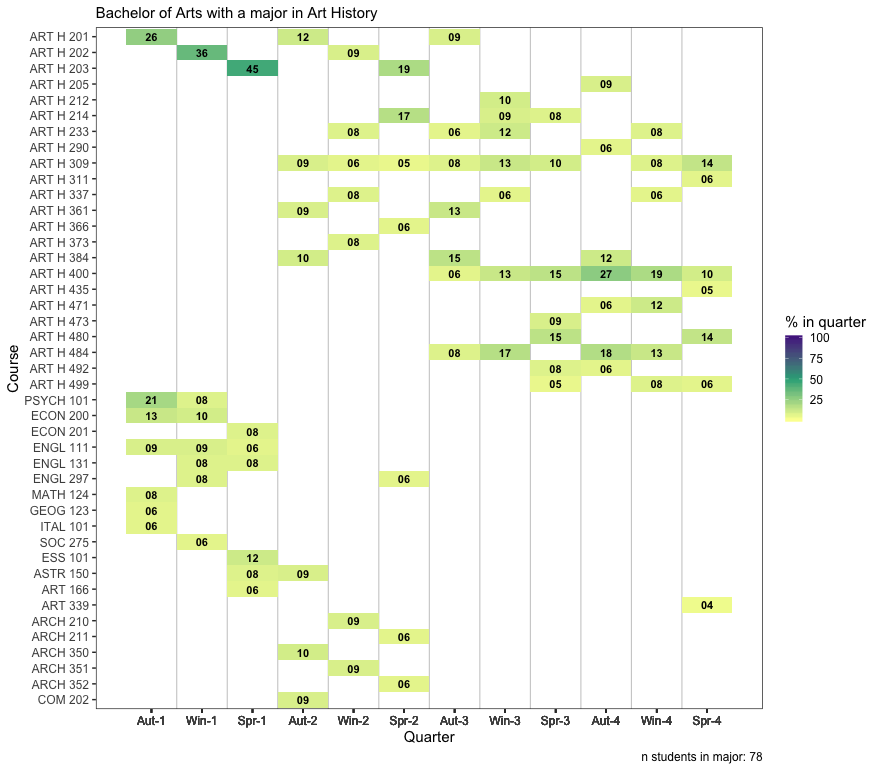 Bachelor of Arts with a major in Art History
Course
ART H 201 26 12 09
ART H 202 36 09
ART H 203 45 19
ART H 205 09
ART H 212 10
ART H 214 17 09 08
ART H 233 08 06 12 08
ART H 290 06
ART H 309 09 06 05 08 13 10 08 14
ART H 311 06
ART H 337 08 06 06
ART H 361 09 13
ART H 366 06
ART H 373 08
ART H 384 10 15 12
ART H 400 06 13 15 27 19 10
ART H 435 05
ART H 471 06 12
ART H 473 09
ART H 480 15 14
ART H 484 08 17 18 13
ART H 492 08 06
ART H 499 05 08 06
PSYCH 101 21 08
ECON 200 13 10
ECON 201 08
ENGL 111 09 09 06
ENGL 131 08 08
ENGL 297 08 06
MATH 124 08
GEOG 123 06
ITAL 101 06
SOC 275 06
ESS 101 12
ASTR 150 08 09
ART 166 06
ART 339 04
ARCH 210 09
ARCH 211 06
ARCH 350 10
ARCH 351 09
ARCH 352 06
COM 202 09
Aut-1 Win-1 Spr-1 Aut-2 Win-2 Spr-2 Aut-3 Win-3 Spr-3 Aut-4 Win-4 Spr-4
Quarter
% in quarter
100
75
50
25
n students in major: 78